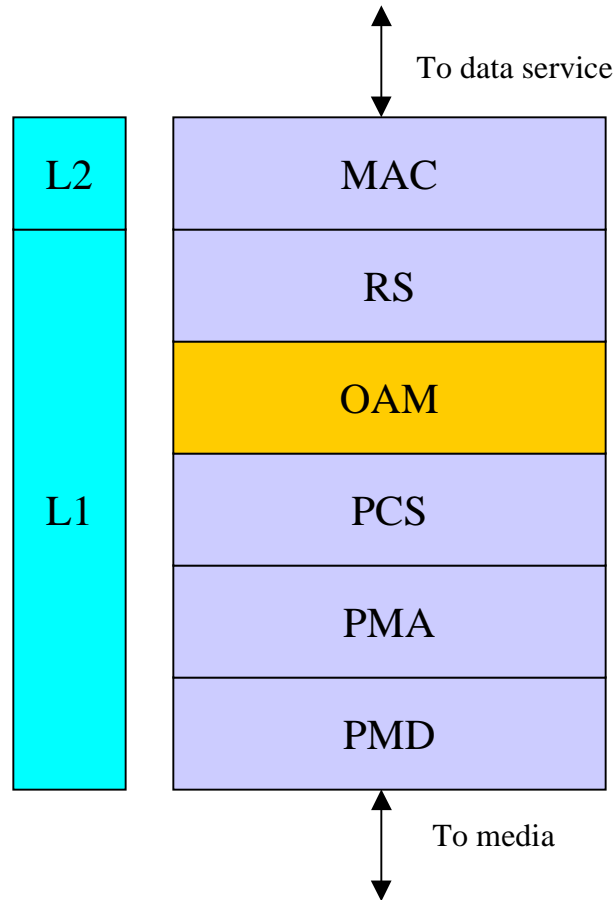 To data service
L2
MAC
RS
OAM
L1
PCS
PMA
PMD
To media